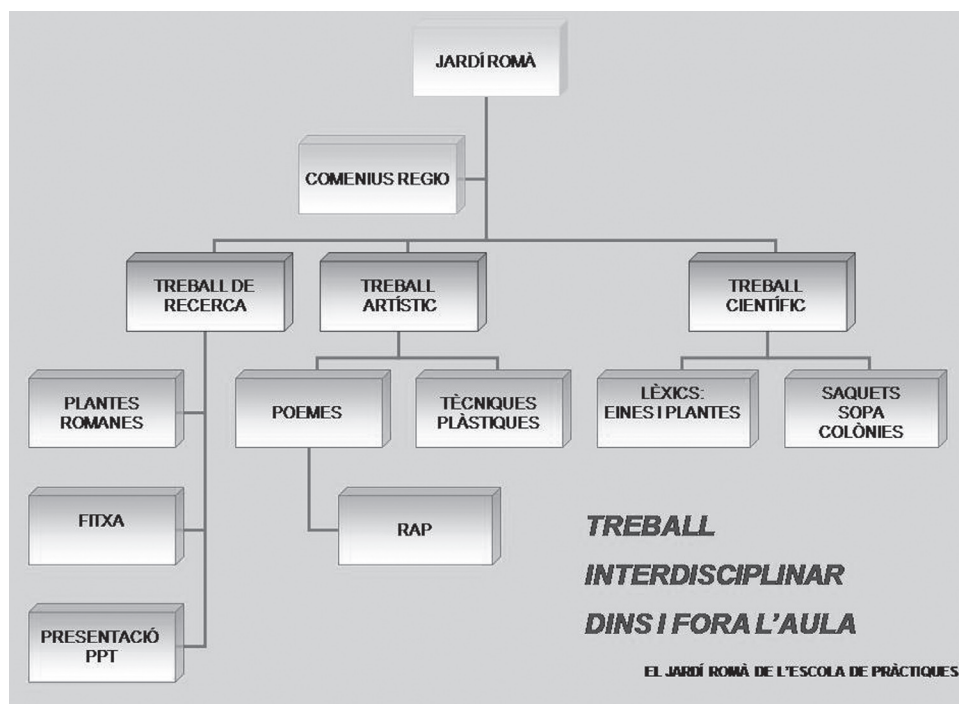 JARDÍ ROMÀ
COMENIUS REGIO
TREBALL DE
RECERCA
TREBALL
ARTÍSTIC
TREBALL
CIENTÍFIC
PLANTES
ROMANES
POEMES
TÈCNIQUES
PLÀSTIQUES
LÈXICS:
EINES I PLANTES
SAQUETS
SOPA
COLÒNIES
FITXA
RAP
PRESENTACIÓ
PPT
TREBALL
INTERDISCIPLINAR
DINS I FORA L'AULA
EL JARDÍ ROMÀ DE L'ESCOLA DE PRÀCTIQUES